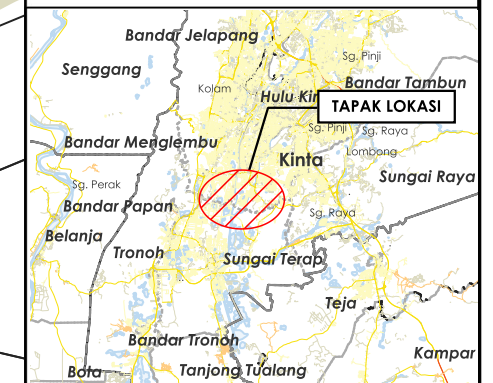 Bandar Jelapang
Sg. Pinji
Senggang
Bandar Tambun
Kolam
Hulu Kin
TAPAK LOKASI
Sg. Pinji
Sg. Raya
Bandar Menglembu
Lombong
Kinta
Sungai Raya
Sg. Perak
Bandar Papan
Sg. Raya
Belanja
Tronoh
Sungai Terap
Teja
Bandar Tronoh
Kampar
Bota
Tanjong Tualang